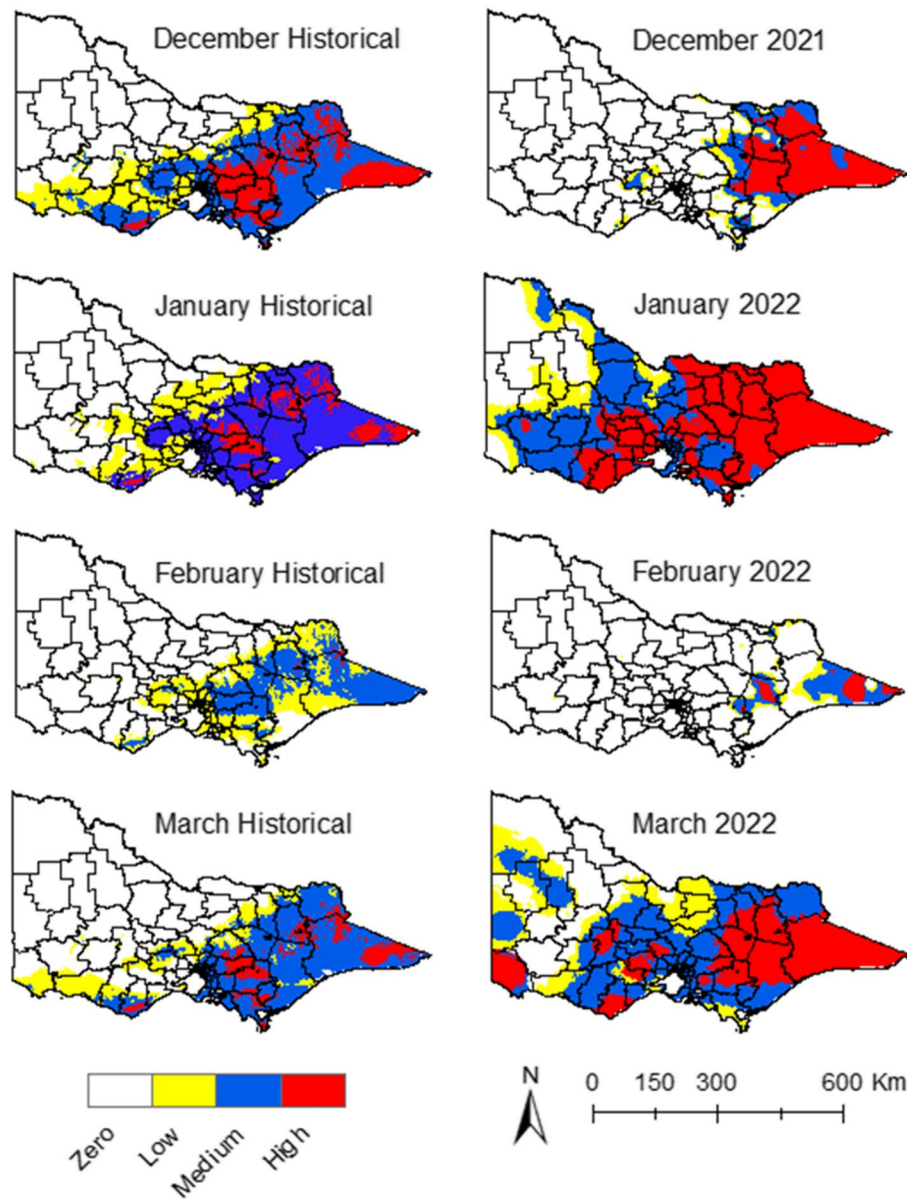 December Historical
December 2021
January Historical
January 2022
February Historical
February 2022
March Historical
March 2022
Zero
Low
Medium
High
N
0 150 300 600 Km